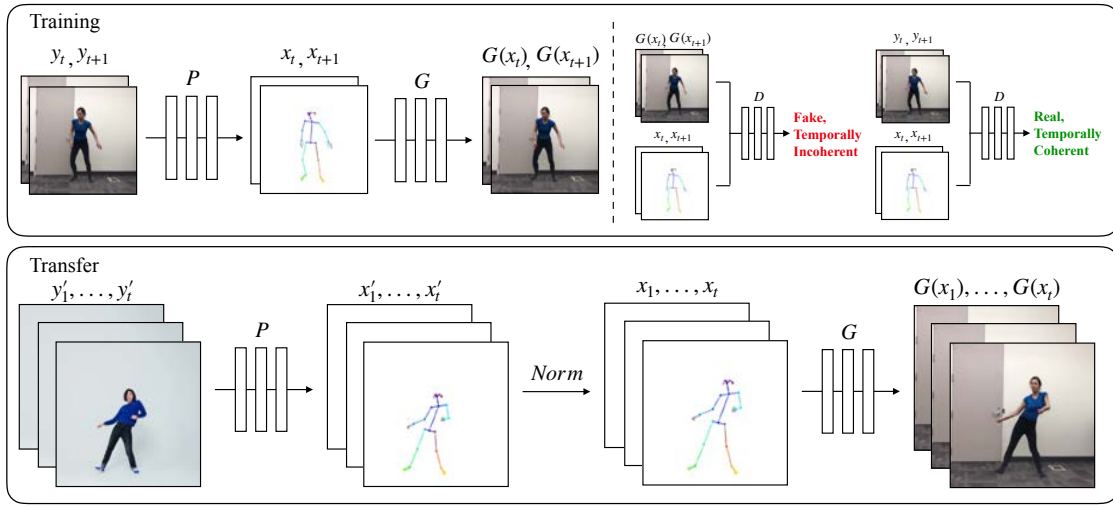 Training
y_t, y_{t+1}
P
x_t, x_{t+1}
G
G(x_t), G(x_{t+1})
G(x_t), G(x_{t+1})
x_t, x_{t+1}
D
Fake,
Temporally
Incoherent
y_t, y_{t+1}
x_t, x_{t+1}
D
Real,
Temporally
Coherent
Transfer
y′_1, . . . , y′_t
P
x′_1, . . . , x′_t
Norm
x_1, . . . , x_t
G
G(x_1), . . . , G(x_t)